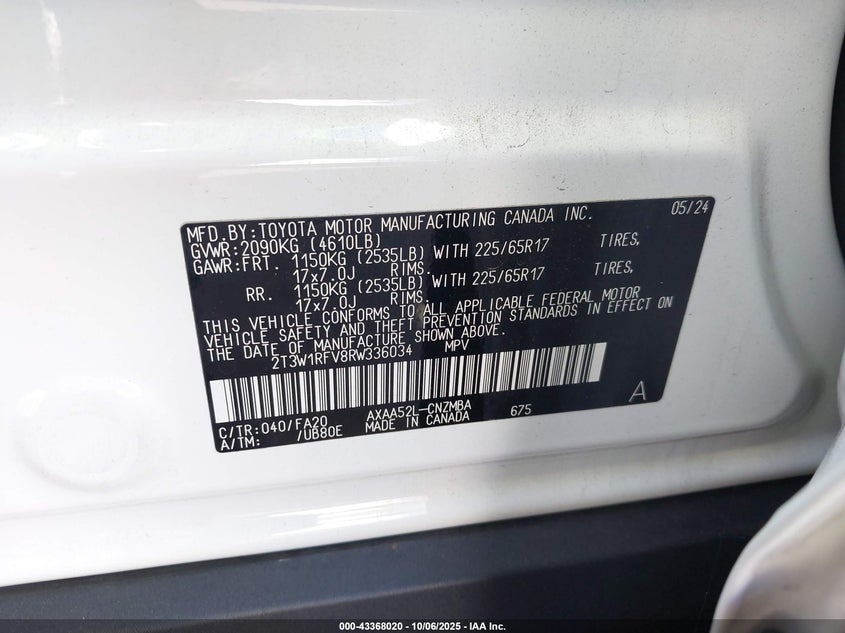 MFD.BY:TOYOTA MOTOR MANUFACTURING CANADA INC. 05/24
GVWR:2090KG (4610LB)
GAWR:FRT. 1150KG (2535LB) WITH 225/65R17 TIRES,
17x7.0J RIMS.
RR. 1150KG (2535LB) WITH 225/65R17 TIRES,
17x7.0J RIMS.
THIS VEHICLE CONFORMS TO ALL APPLICABLE FEDERAL MOTOR
VEHICLE SAFETY AND THEFT PREVENTION STANDARDS IN EFFECT ON
THE DATE OF MANUFACTURE SHOWN ABOVE.
2T3W1RFV8RW336034 MPV
A
C/TR:040/FA20 AXAA52L-CNZMBA 675
A/TM: /UB80E MADE IN CANADA
000-43368020 - 10/06/2025 - IAA Inc.